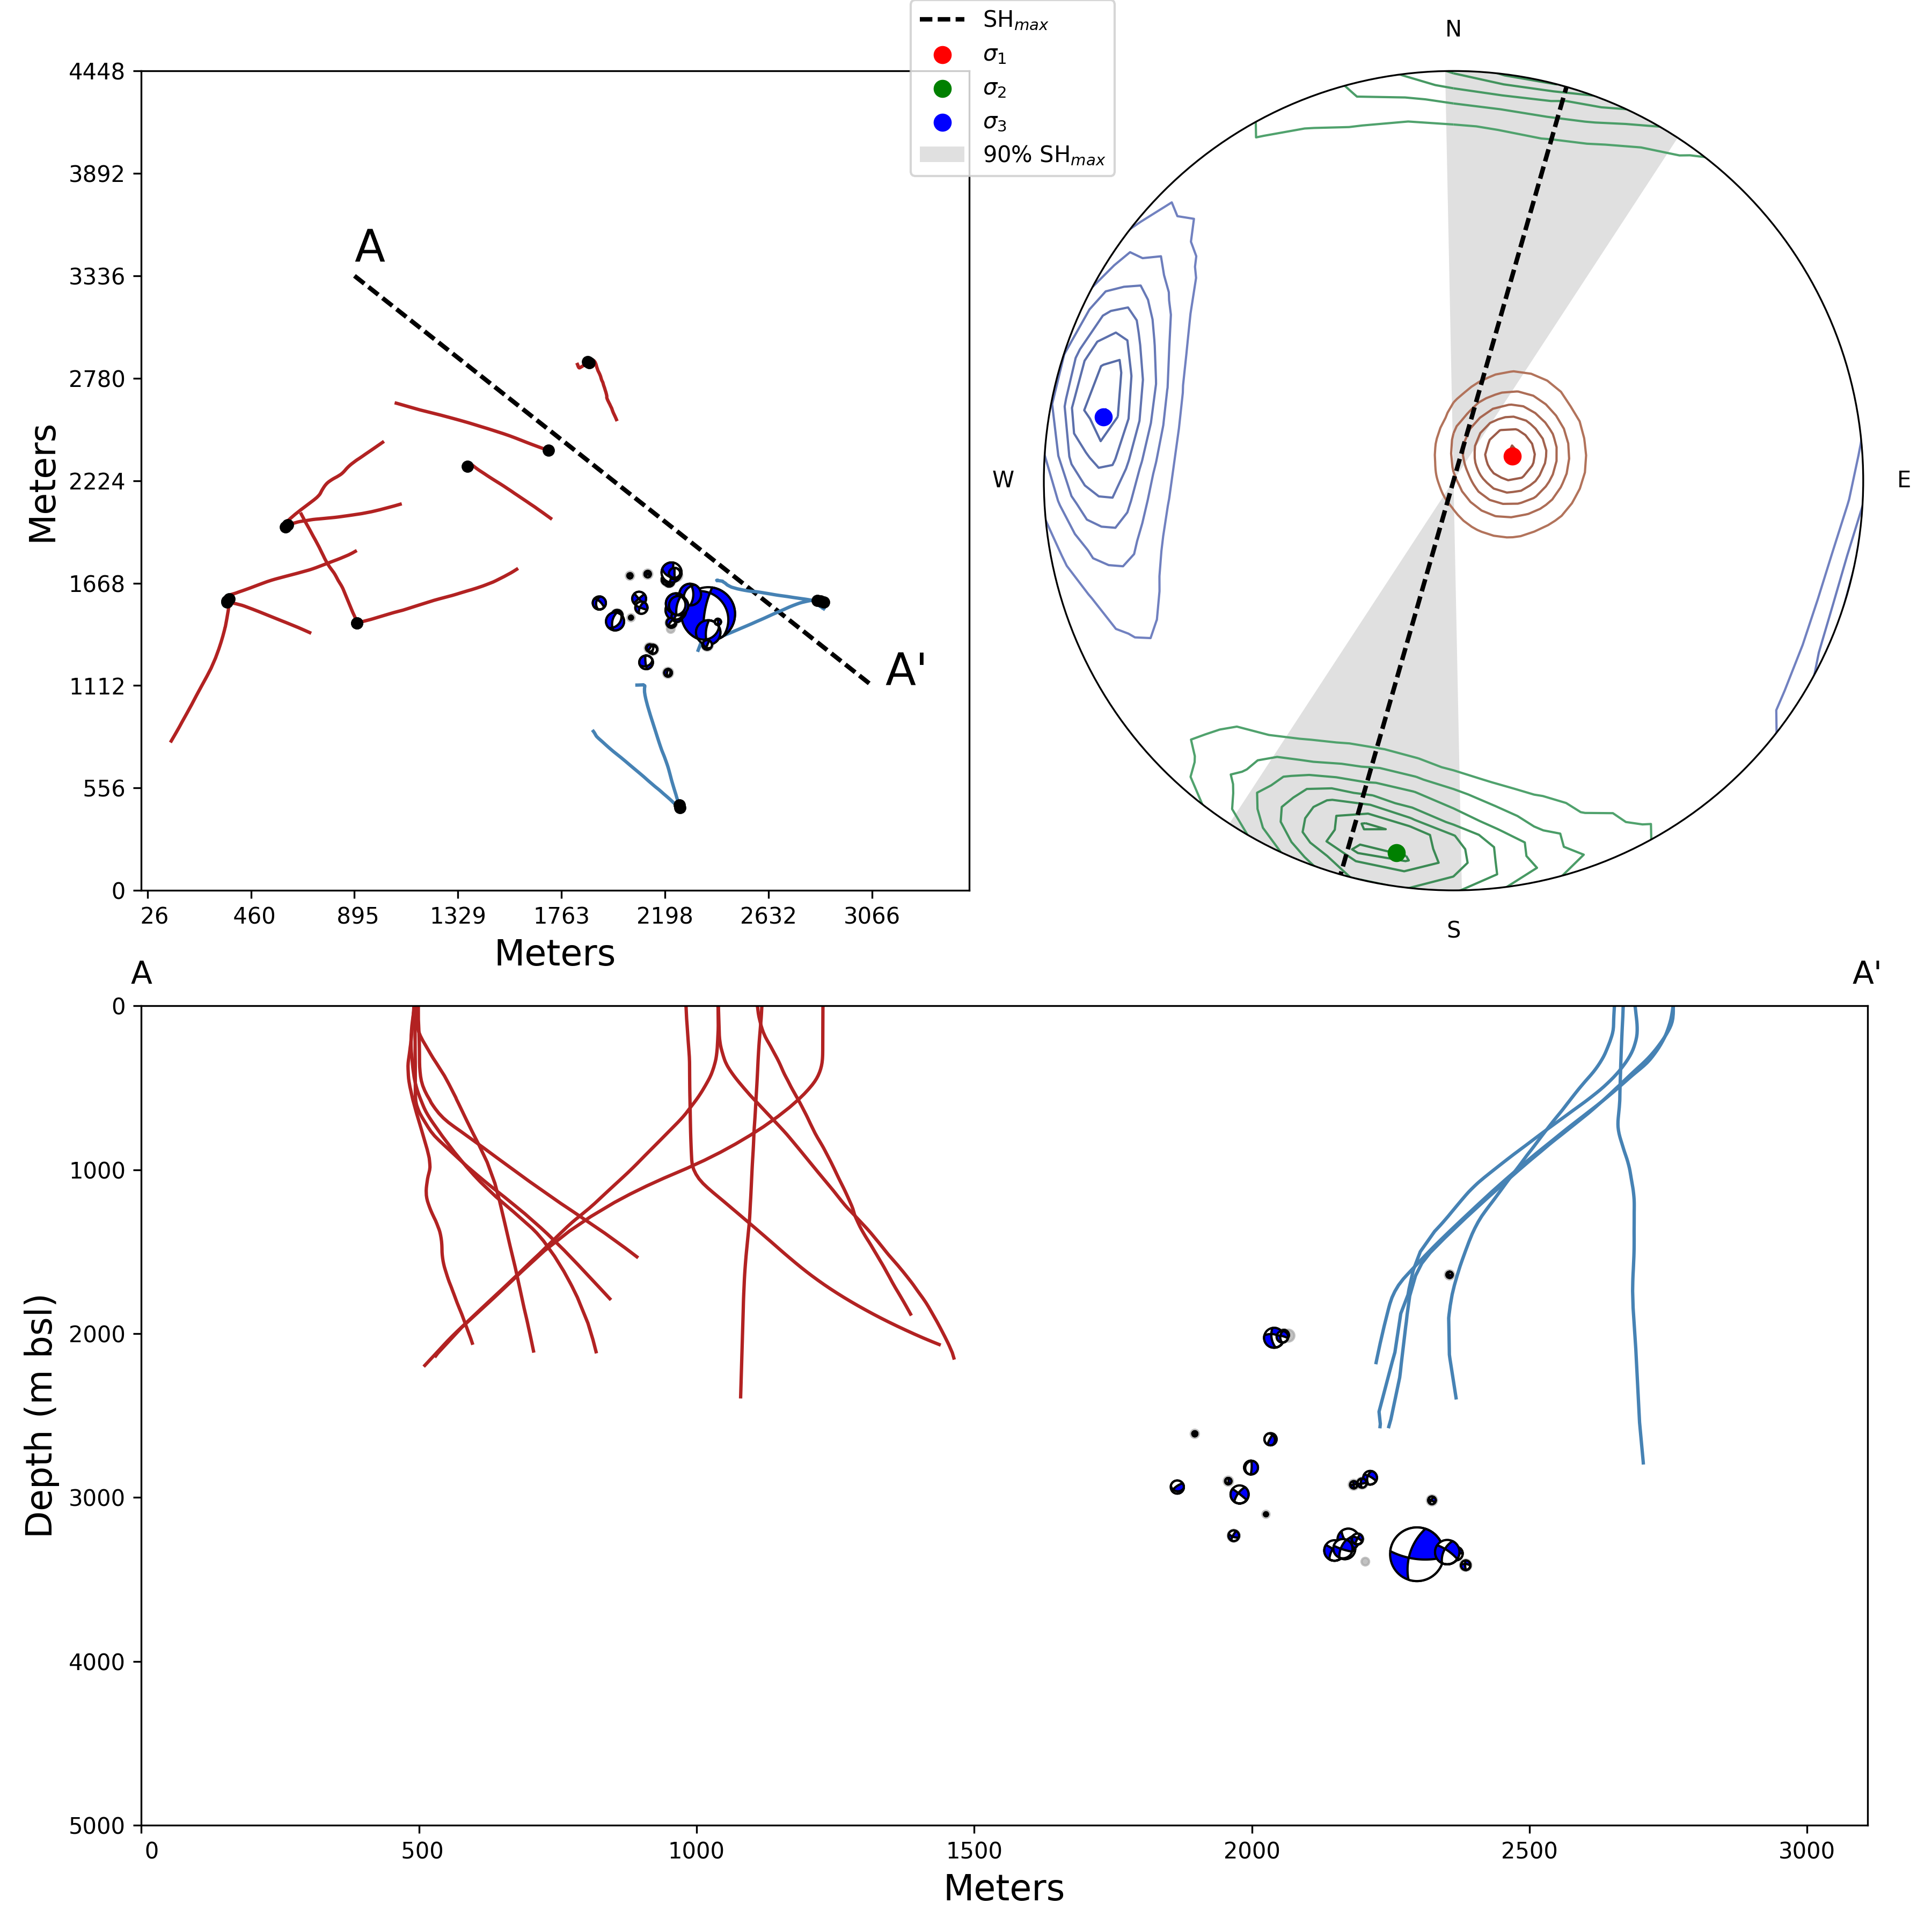 SHmax
σ1
σ2
σ3
90% SHmax
4448
3892
3336
2780
2224
1668
1112
556
0
Meters
A
A'
26 460 895 1329 1763 2198 2632 3066
Meters
N
W
E
S
A
A'
0
1000
2000
3000
4000
5000
Depth (m bsl)
0 500 1000 1500 2000 2500 3000
Meters